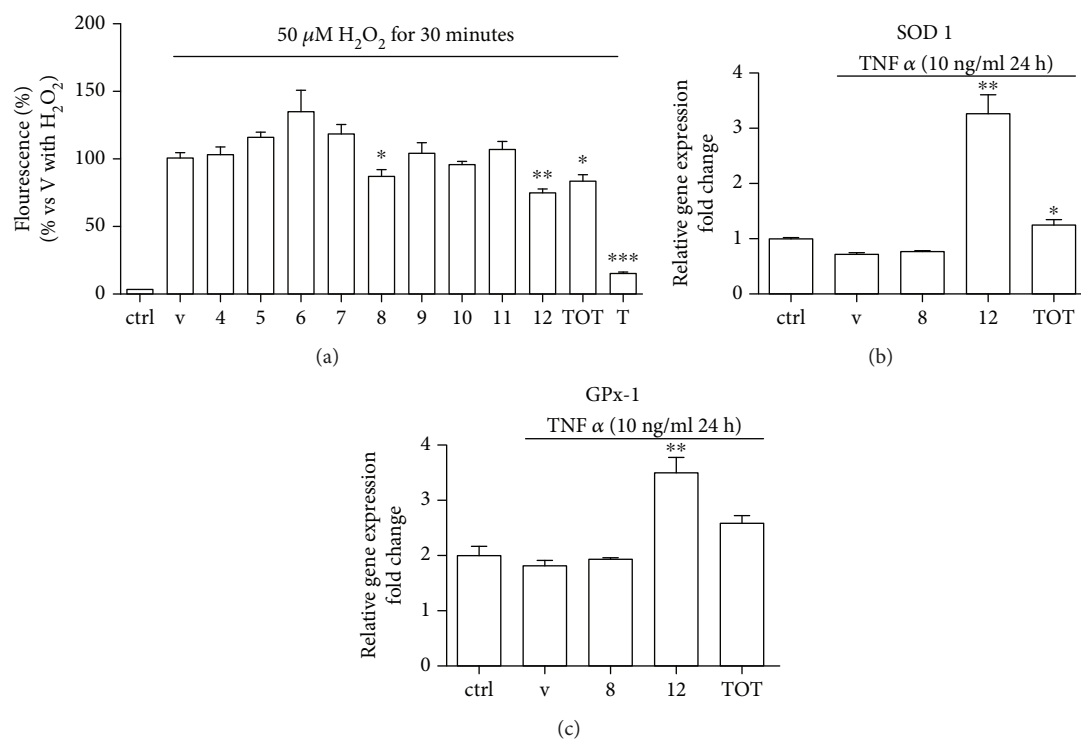 50 μM H₂O₂ for 30 minutes
Flourescence (%)
(% vs V with H₂O₂)
200
150
100
50
0
*
**
*
***
ctrl v 4 5 6 7 8 9 10 11 12 TOT T
(a)
SOD 1
TNF α (10 ng/ml 24 h)
Relative gene expression
fold change
4
3
2
1
0
**
*
ctrl v 8 12 TOT
(b)
GPx-1
TNF α (10 ng/ml 24 h)
Relative gene expression
fold change
4
3
2
1
0
**
ctrl v 8 12 TOT
(c)